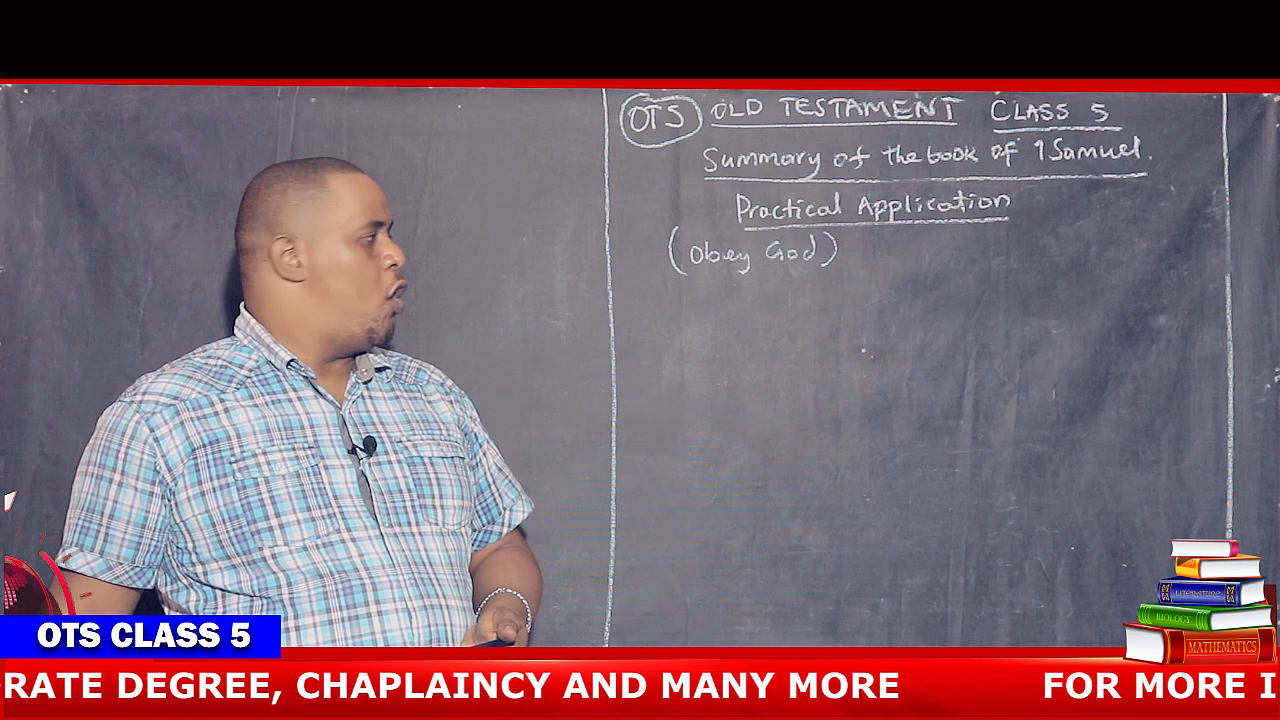 OTS OLD TESTAMENT CLASS 5
Summary of the book of 1 Samuel.
Practical Application
(Obey God)
LITERATURE
BIOLOGY
MATHEMATICS
OTS CLASS 5
RATE DEGREE, CHAPLAINCY AND MANY MORE FOR MORE I